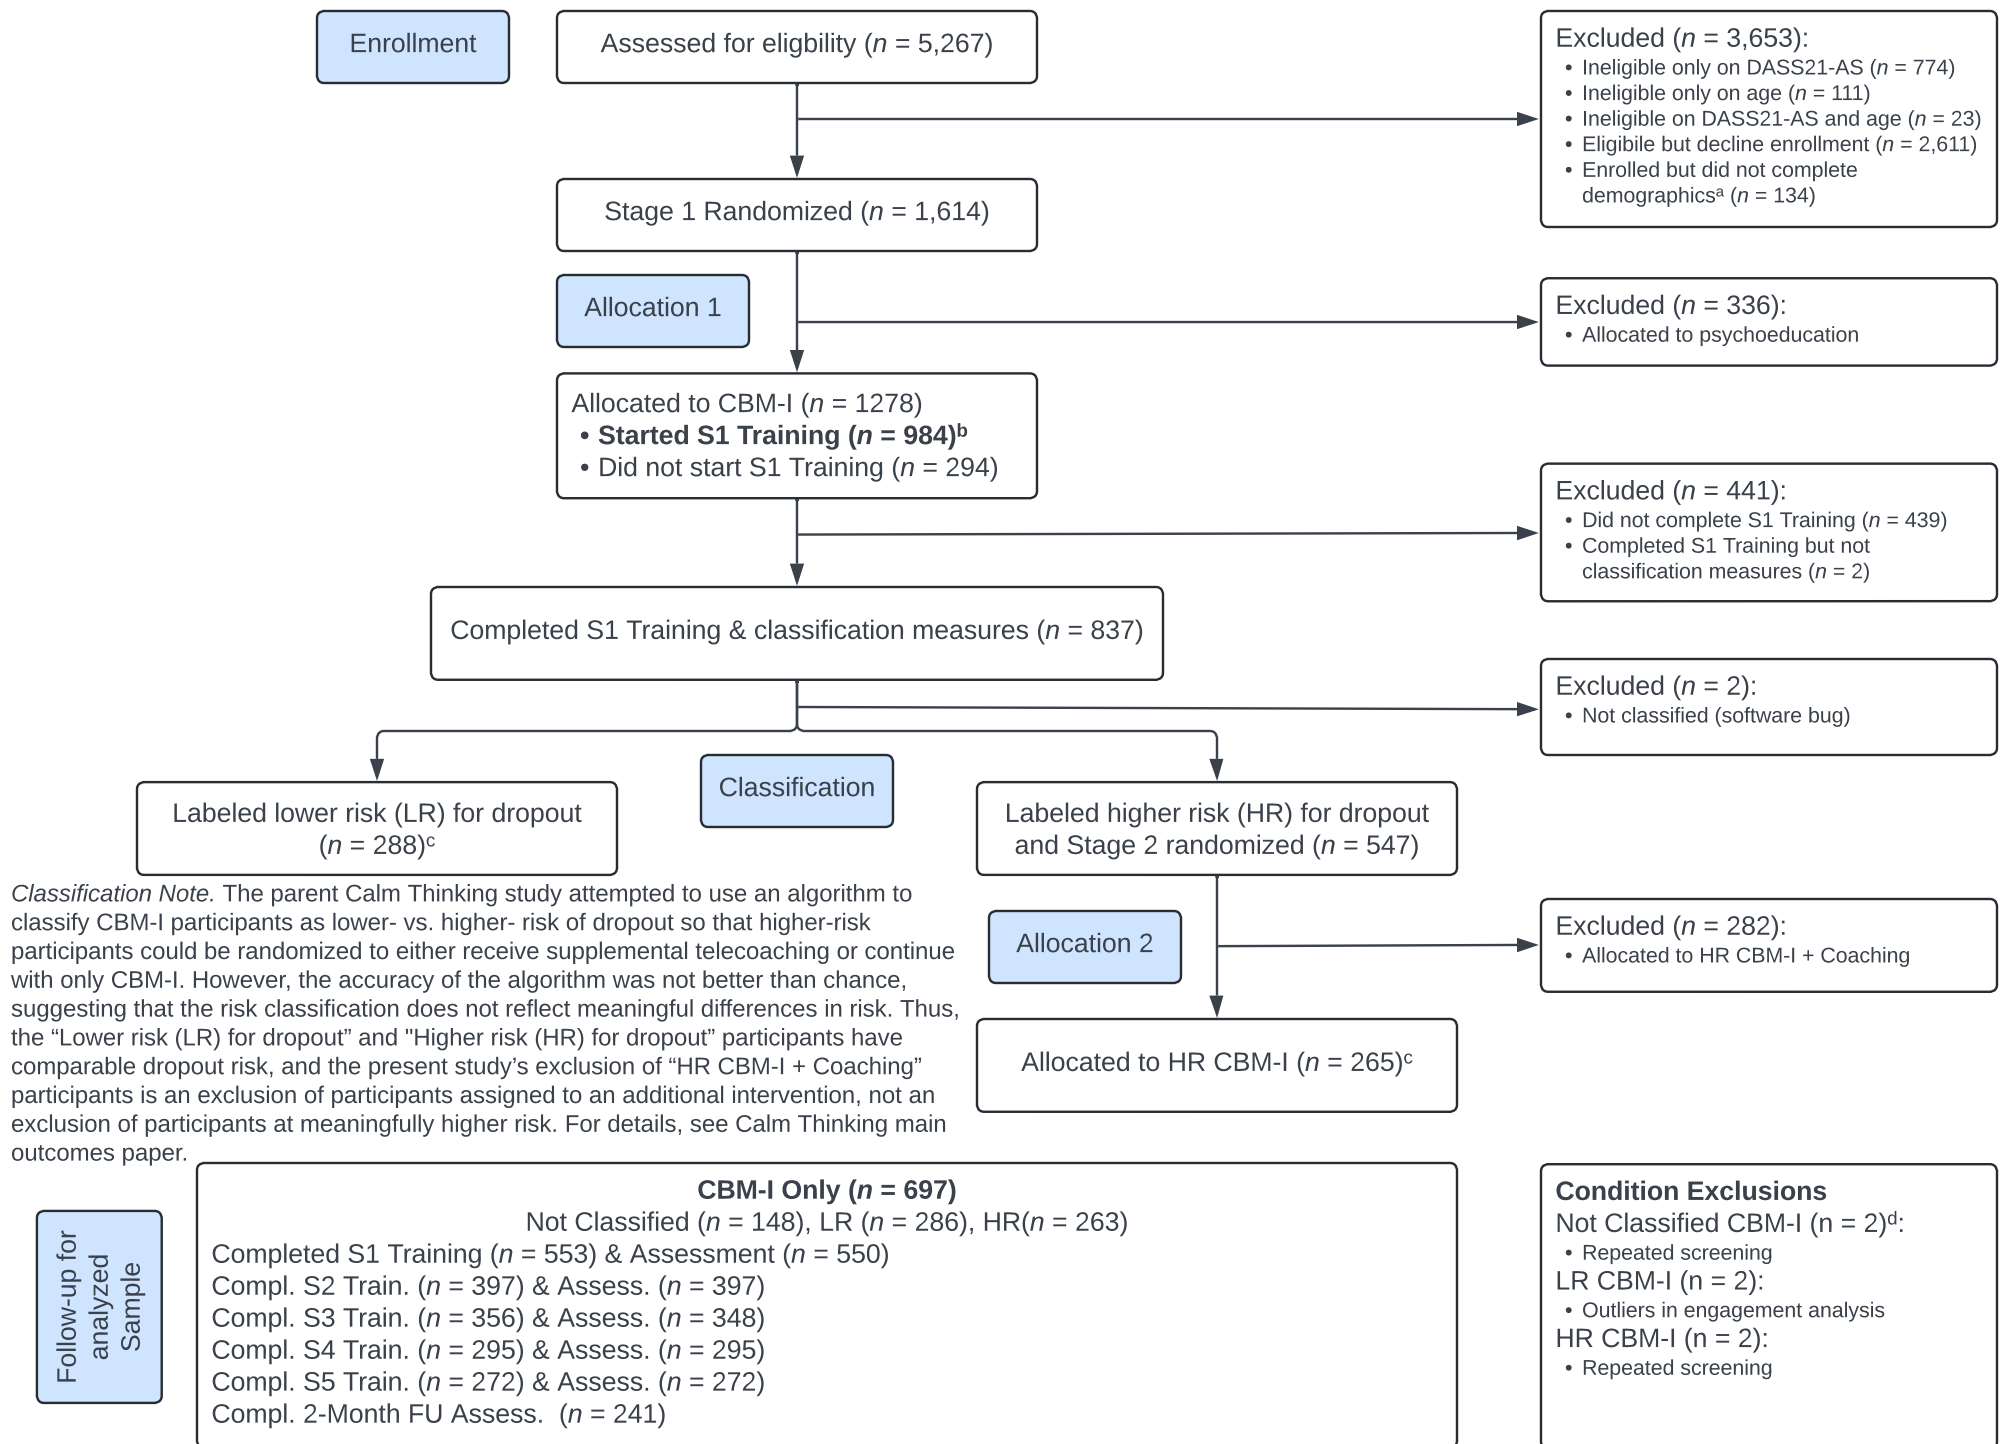 Enrollment
Assessed for eligbility (n = 5,267)
Excluded (n = 3,653):
• Ineligible only on DASS21-AS (n = 774)
• Ineligible only on age (n = 111)
• Ineligible on DASS21-AS and age (n = 23)
• Eligibile but decline enrollment (n = 2,611)
• Enrolled but did not complete
demographicsᵃ (n = 134)
Stage 1 Randomized (n = 1,614)
Allocation 1
Excluded (n = 336):
• Allocated to psychoeducation
Allocated to CBM-I (n = 1278)
• Started S1 Training (n = 984)ᵇ
• Did not start S1 Training (n = 294)
Excluded (n = 441):
• Did not complete S1 Training (n = 439)
• Completed S1 Training but not
classification measures (n = 2)
Completed S1 Training & classification measures (n = 837)
Excluded (n = 2):
• Not classified (software bug)
Classification
Labeled lower risk (LR) for dropout
(n = 288)ᶜ
Labeled higher risk (HR) for dropout
and Stage 2 randomized (n = 547)
Classification Note. The parent Calm Thinking study attempted to use an algorithm to
classify CBM-I participants as lower- vs. higher- risk of dropout so that higher-risk
participants could be randomized to either receive supplemental telecoaching or continue
with only CBM-I. However, the accuracy of the algorithm was not better than chance,
suggesting that the risk classification does not reflect meaningful differences in risk. Thus,
the “Lower risk (LR) for dropout” and "Higher risk (HR) for dropout” participants have
comparable dropout risk, and the present study’s exclusion of “HR CBM-I + Coaching”
participants is an exclusion of participants assigned to an additional intervention, not an
exclusion of participants at meaningfully higher risk. For details, see Calm Thinking main
outcomes paper.
Allocation 2
Excluded (n = 282):
• Allocated to HR CBM-I + Coaching
Allocated to HR CBM-I (n = 265)ᶜ
Follow-up for
analyzed
Sample
CBM-I Only (n = 697)
Not Classified (n = 148), LR (n = 286), HR(n = 263)
Completed S1 Training (n = 553) & Assessment (n = 550)
Compl. S2 Train. (n = 397) & Assess. (n = 397)
Compl. S3 Train. (n = 356) & Assess. (n = 348)
Compl. S4 Train. (n = 295) & Assess. (n = 295)
Compl. S5 Train. (n = 272) & Assess. (n = 272)
Compl. 2-Month FU Assess. (n = 241)
Condition Exclusions
Not Classified CBM-I (n = 2)ᵈ:
• Repeated screening
LR CBM-I (n = 2):
• Outliers in engagement analysis
HR CBM-I (n = 2):
• Repeated screening